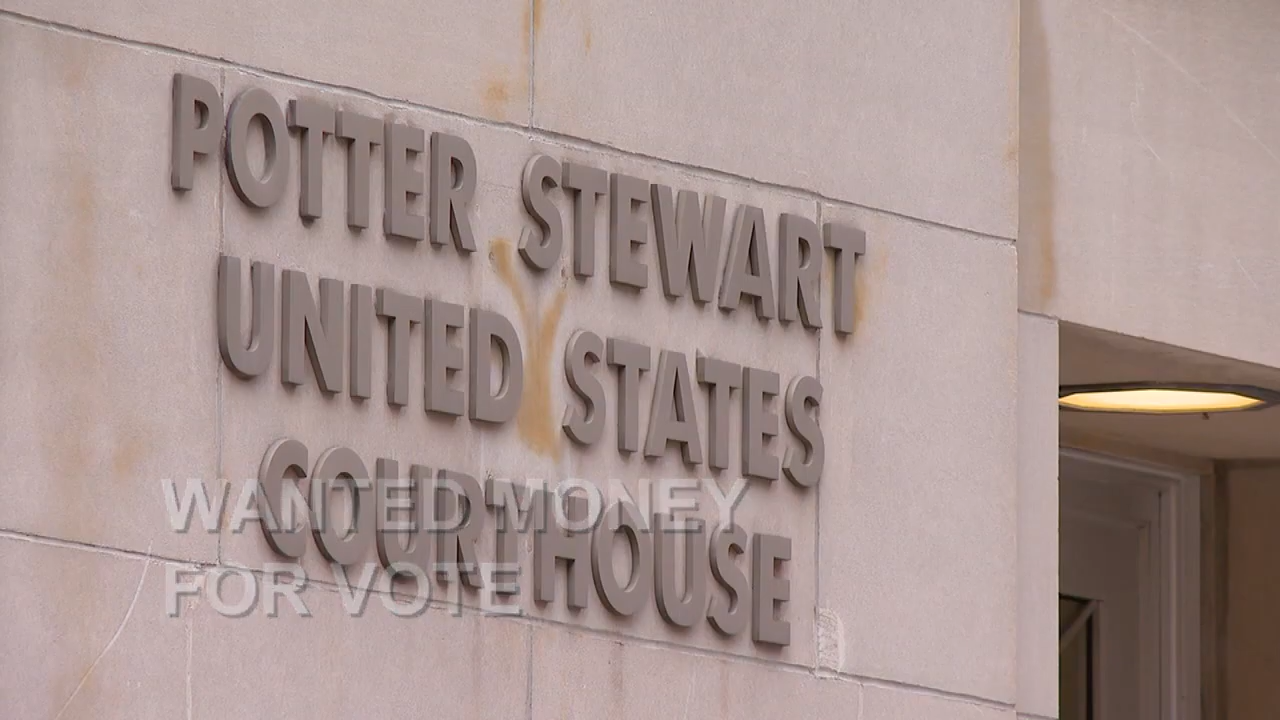 POTTER STEWART
UNITED STATES
COURTHOUSE
WANTED MONEY
FOR VOTE